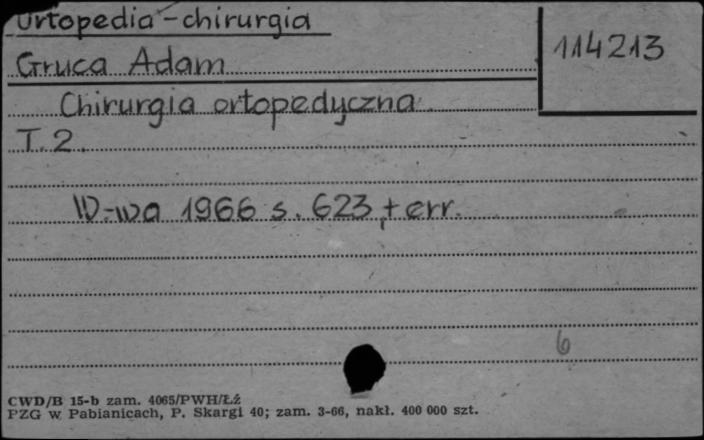 Ortopedia - chirurgia
114213
Gruca Adam
Chirurgia ortopedyczna.
T. 2.
W-wa 1966 s. 623, + err.
6
CWD/B 15-b zam. 4065/PWH/Łź
PZG w Pabianicach, P. Skargi 40; zam. 3-66, nakł. 400 000 szt.